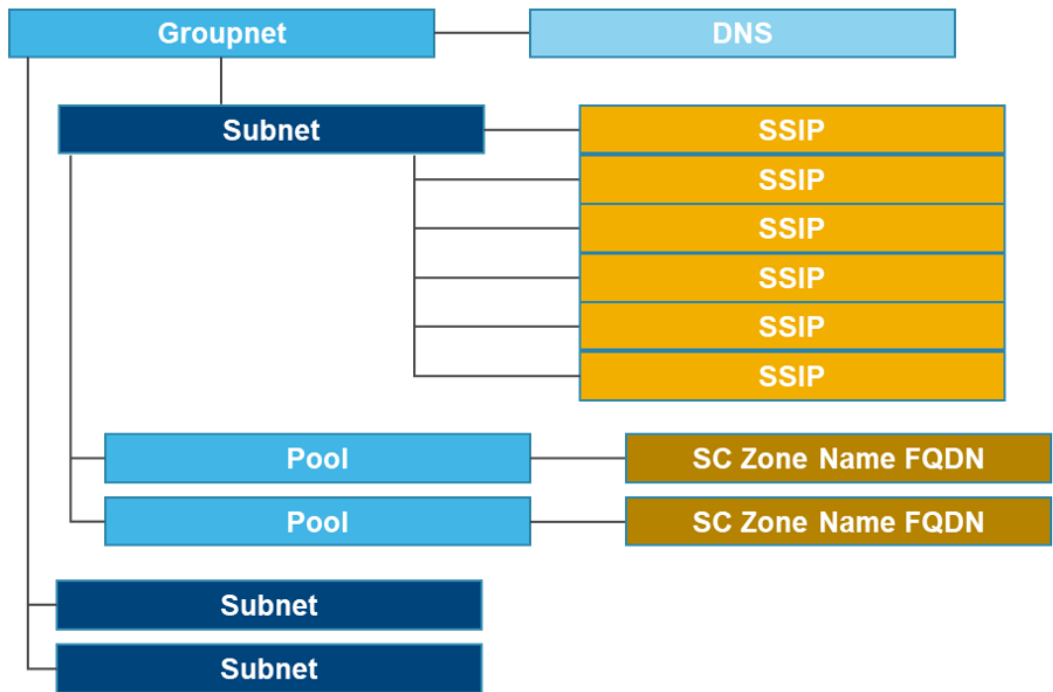 Groupnet
DNS
Subnet
SSIP
SSIP
SSIP
SSIP
SSIP
SSIP
Pool
SC Zone Name FQDN
Pool
SC Zone Name FQDN
Subnet
Subnet